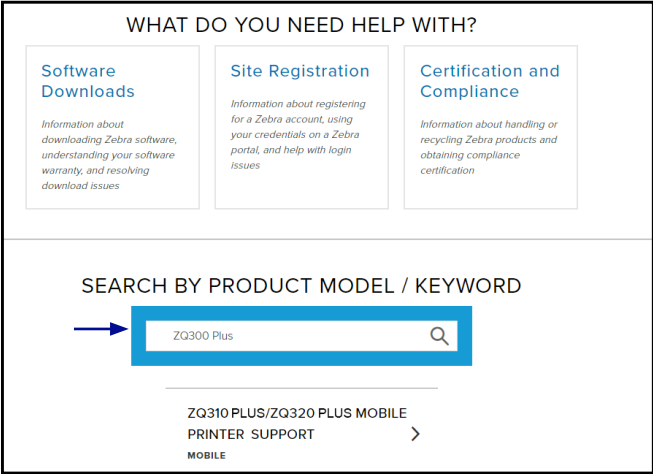 WHAT DO YOU NEED HELP WITH?
Software
Downloads
Information about
downloading Zebra software,
understanding your software
warranty, and resolving
download issues
Site Registration
Information about registering
for a Zebra account, using
your credentials on a Zebra
portal, and help with login
issues
Certification and
Compliance
Information about handling or
recycling Zebra products and
obtaining compliance
certification
SEARCH BY PRODUCT MODEL / KEYWORD
ZQ300 Plus
ZQ310 PLUS/ZQ320 PLUS MOBILE
PRINTER SUPPORT
MOBILE